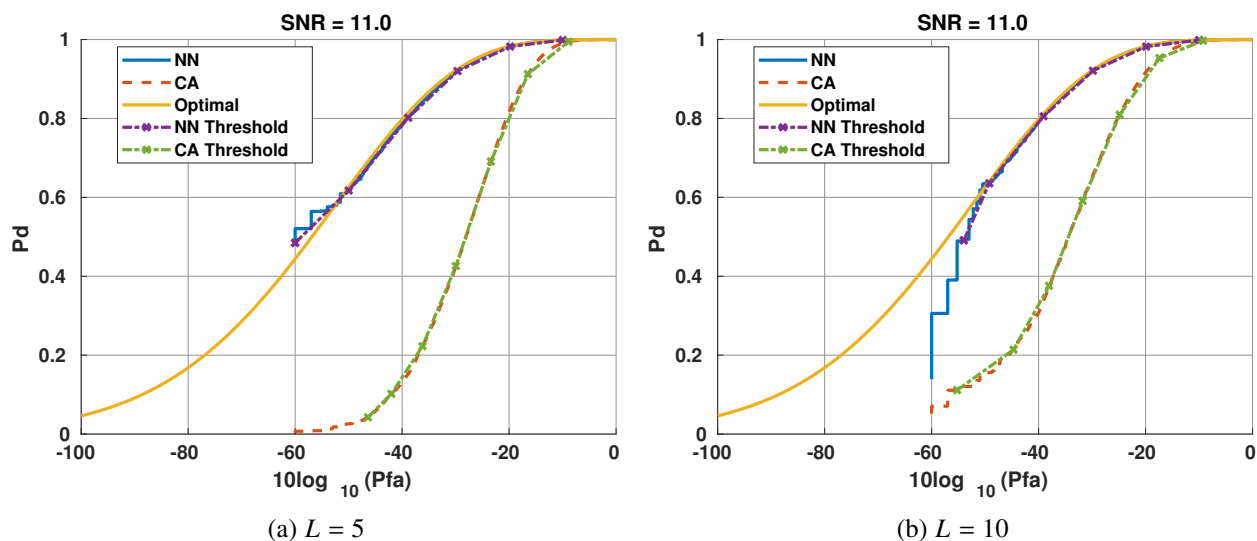 SNR = 11.0
1
0.8
0.6
0.4
0.2
0
Pd
NN
CA
Optimal
NN Threshold
CA Threshold
-100
-80
-60
-40
-20
0
10log 10 (Pfa)
(a) L = 5
SNR = 11.0
1
0.8
0.6
0.4
0.2
0
Pd
NN
CA
Optimal
NN Threshold
CA Threshold
-100
-80
-60
-40
-20
0
10log 10 (Pfa)
(b) L = 10